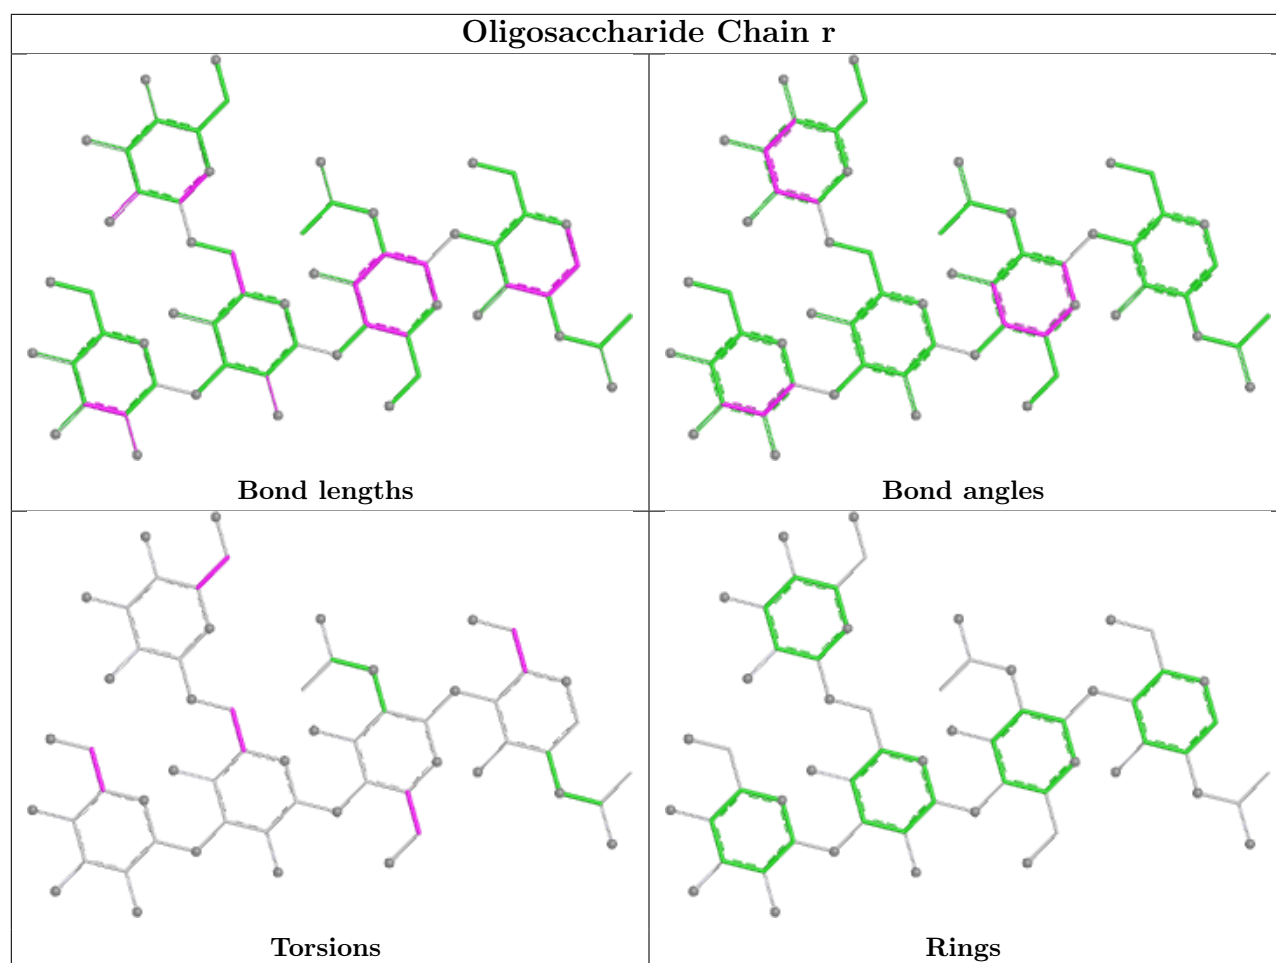 Oligosaccharide Chain r
Bond lengths
Bond angles
Torsions
Rings